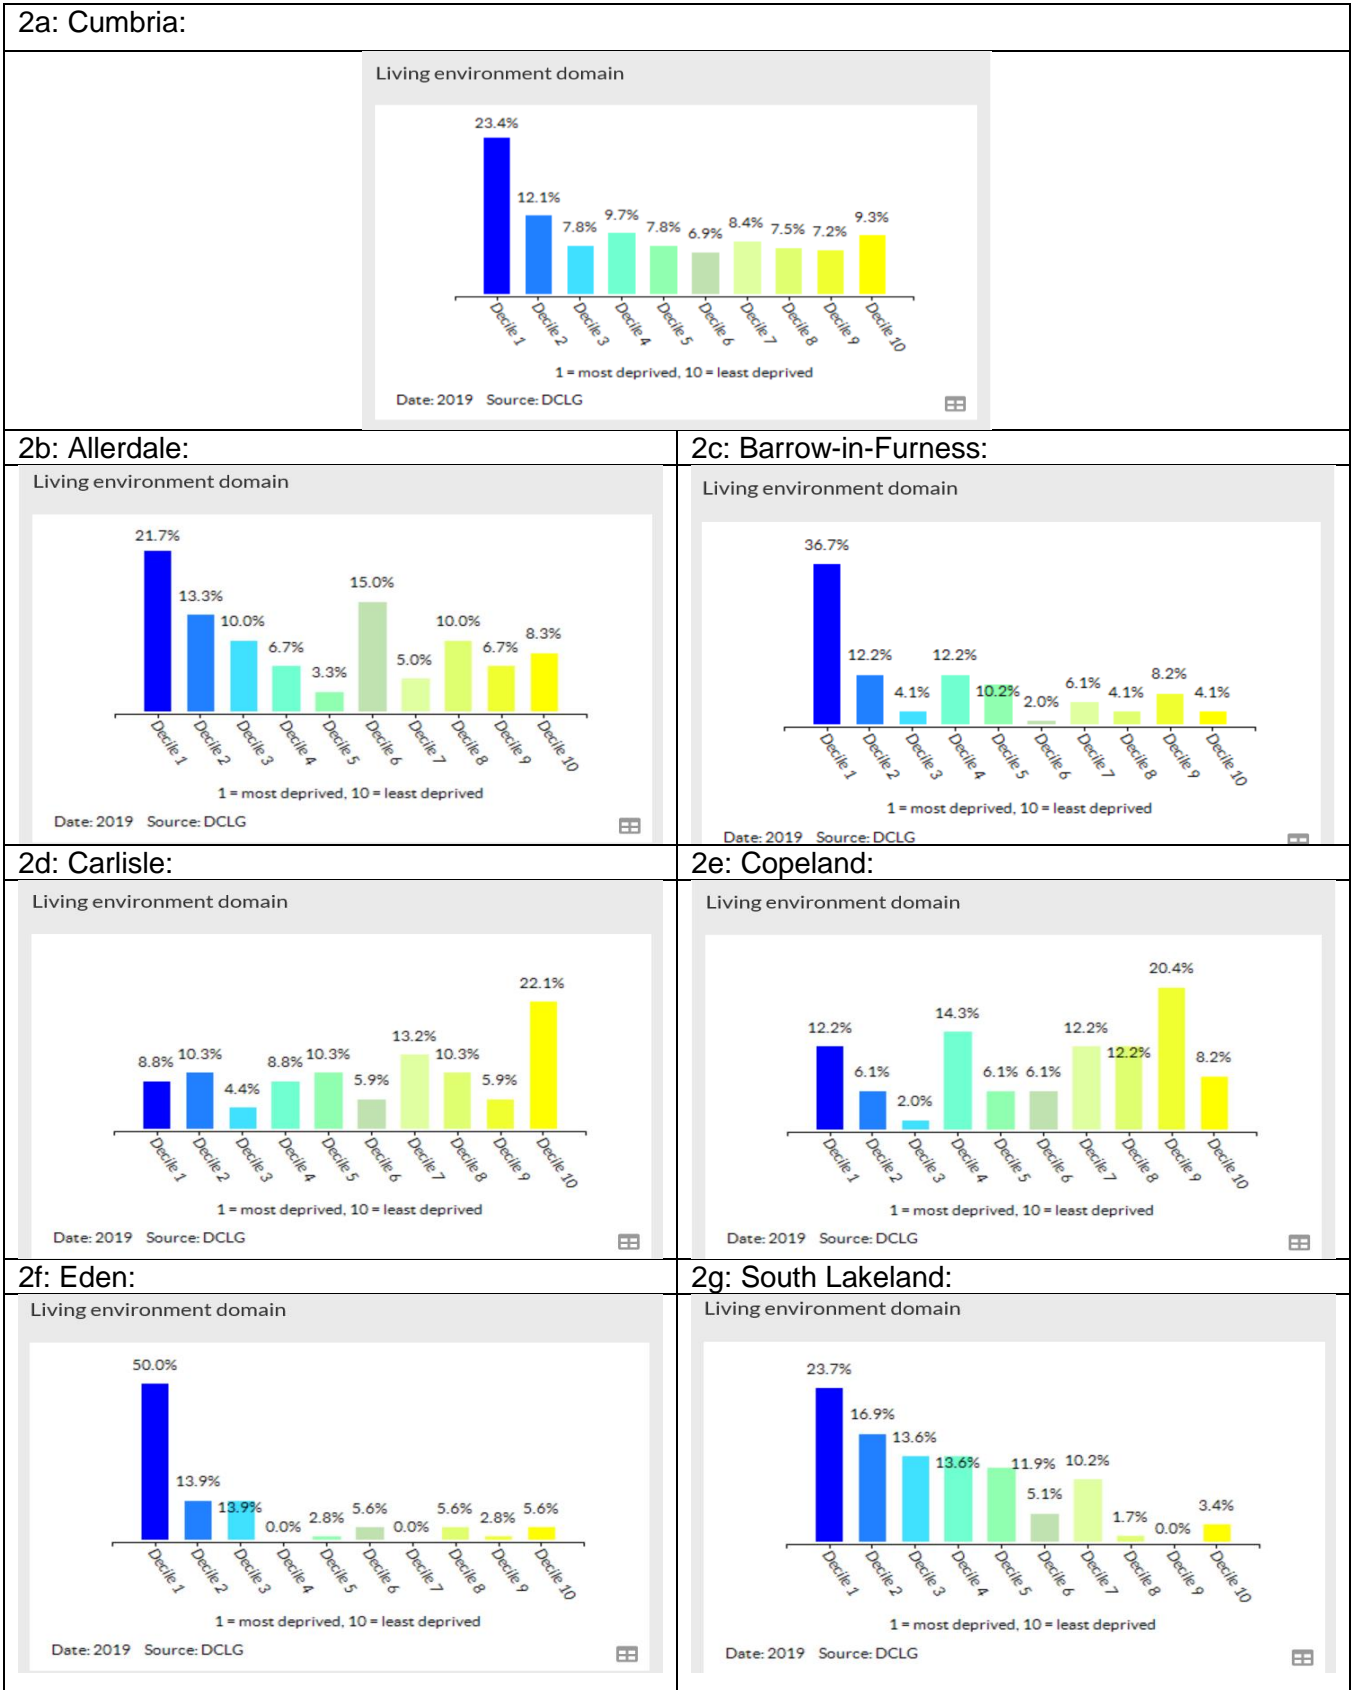 2a: Cumbria:
Living environment domain
23.4%
12.1%
7.8%
9.7%
7.8%
6.9%
8.4%
7.5%
7.2%
9.3%
Decile 1
Decile 2
Decile 3
Decile 4
Decile 5
Decile 6
Decile 7
Decile 8
Decile 9
Decile 10
1 = most deprived, 10 = least deprived
Date: 2019 Source: DCLG
2b: Allerdale:
Living environment domain
21.7%
13.3%
10.0%
6.7%
3.3%
15.0%
5.0%
10.0%
6.7%
8.3%
Decile 1
Decile 2
Decile 3
Decile 4
Decile 5
Decile 6
Decile 7
Decile 8
Decile 9
Decile 10
1 = most deprived, 10 = least deprived
Date: 2019 Source: DCLG
2c: Barrow-in-Furness:
Living environment domain
36.7%
12.2%
4.1%
12.2%
10.2%
2.0%
6.1%
4.1%
8.2%
4.1%
Decile 1
Decile 2
Decile 3
Decile 4
Decile 5
Decile 6
Decile 7
Decile 8
Decile 9
Decile 10
1 = most deprived, 10 = least deprived
Date: 2019 Source: DCLG
2d: Carlisle:
Living environment domain
8.8%
10.3%
4.4%
8.8%
10.3%
5.9%
13.2%
10.3%
5.9%
22.1%
Decile 1
Decile 2
Decile 3
Decile 4
Decile 5
Decile 6
Decile 7
Decile 8
Decile 9
Decile 10
1 = most deprived, 10 = least deprived
Date: 2019 Source: DCLG
2e: Copeland:
Living environment domain
12.2%
6.1%
2.0%
14.3%
6.1%
6.1%
12.2%
12.2%
20.4%
8.2%
Decile 1
Decile 2
Decile 3
Decile 4
Decile 5
Decile 6
Decile 7
Decile 8
Decile 9
Decile 10
1 = most deprived, 10 = least deprived
Date: 2019 Source: DCLG
2f: Eden:
Living environment domain
50.0%
13.9%
13.9%
0.0%
2.8%
5.6%
0.0%
5.6%
2.8%
5.6%
Decile 1
Decile 2
Decile 3
Decile 4
Decile 5
Decile 6
Decile 7
Decile 8
Decile 9
Decile 10
1 = most deprived, 10 = least deprived
Date: 2019 Source: DCLG
2g: South Lakeland:
Living environment domain
23.7%
16.9%
13.6%
13.6%
11.9%
5.1%
10.2%
1.7%
0.0%
3.4%
Decile 1
Decile 2
Decile 3
Decile 4
Decile 5
Decile 6
Decile 7
Decile 8
Decile 9
Decile 10
1 = most deprived, 10 = least deprived
Date: 2019 Source: DCLG